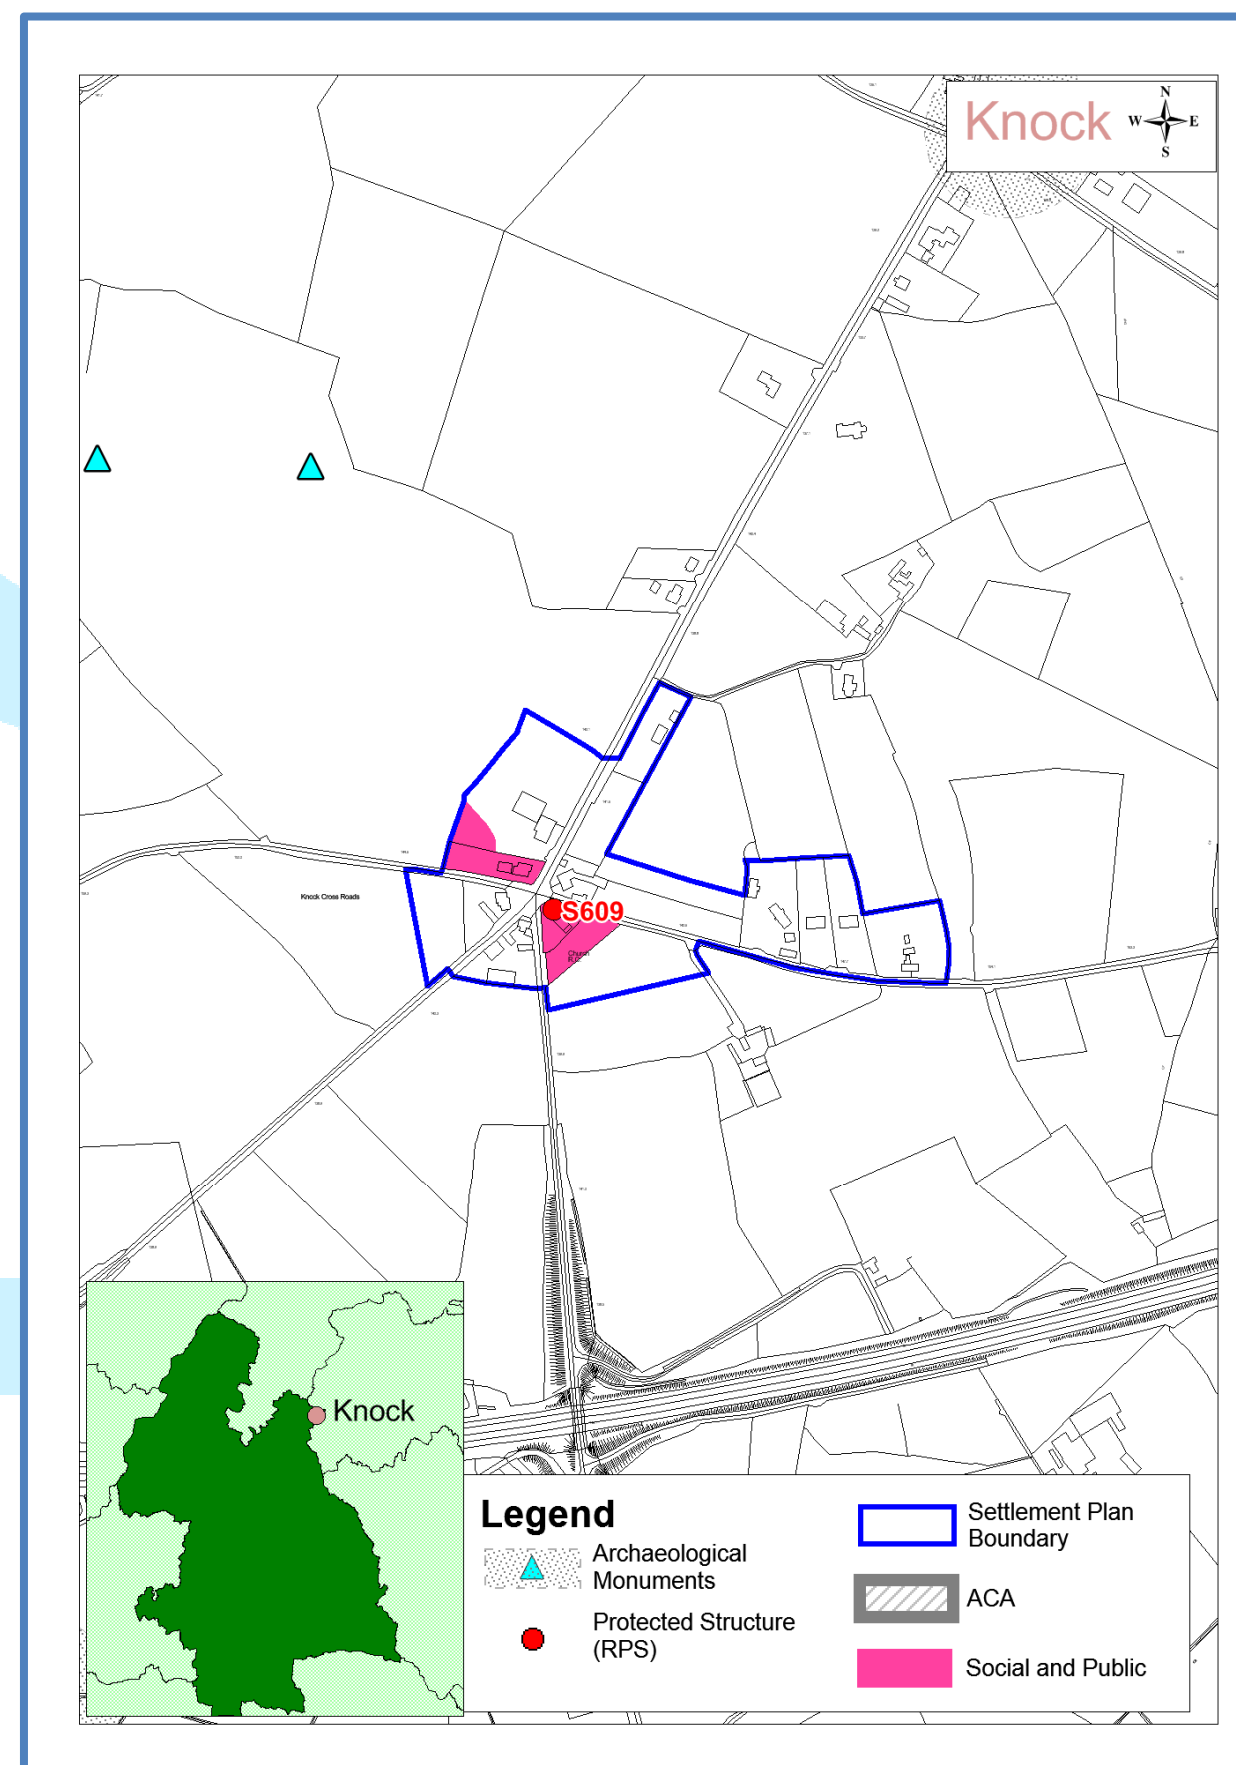 Knock
N
W E
S
Knock Cross Roads
S609
Church
R.C.
Knock
Legend
Archaeological
Monuments
Protected Structure
(RPS)
Settlement Plan
Boundary
ACA
Social and Public